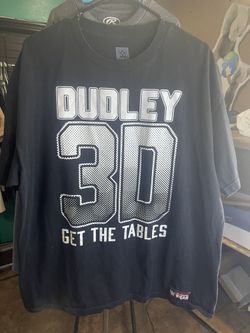 DUDLEY
3D
GET THE TABLES